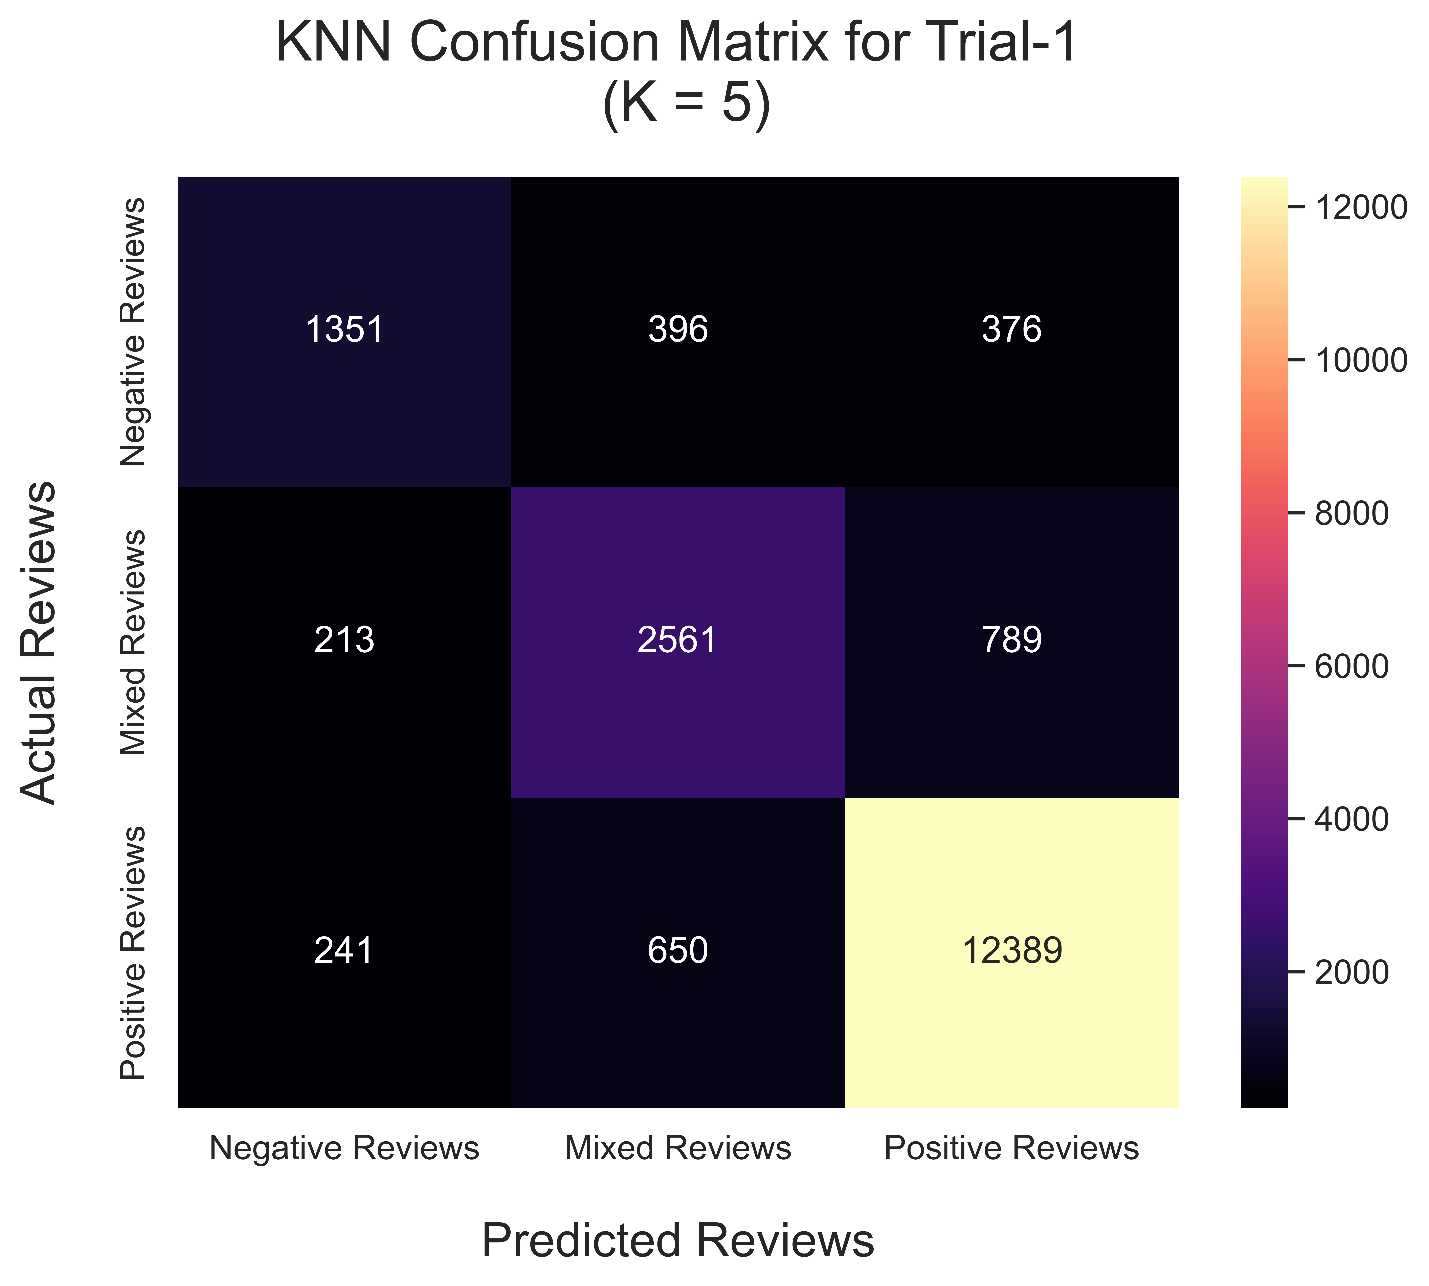 KNN Confusion Matrix for Trial-1
(K = 5)
Actual Reviews
Negative Reviews
1351
396
376
Mixed Reviews
213
2561
789
Positive Reviews
241
650
12389
Negative Reviews
Mixed Reviews
Positive Reviews
Predicted Reviews
12000
10000
8000
6000
4000
2000